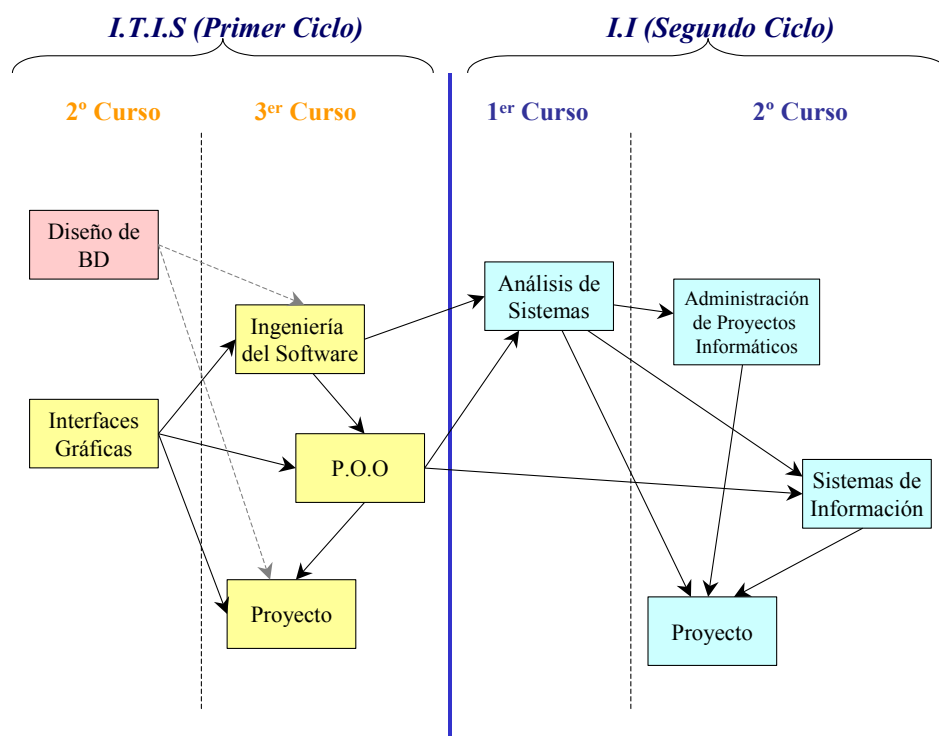 I.T.I.S (Primer Ciclo)
I.I (Segundo Ciclo)
2º Curso
3er Curso
1er Curso
2º Curso
Diseño de
BD
Ingeniería
del Software
Interfaces
Gráficas
P.O.O
Proyecto
Análisis de
Sistemas
Administración
de Proyectos
Informáticos
Sistemas de
Información
Proyecto